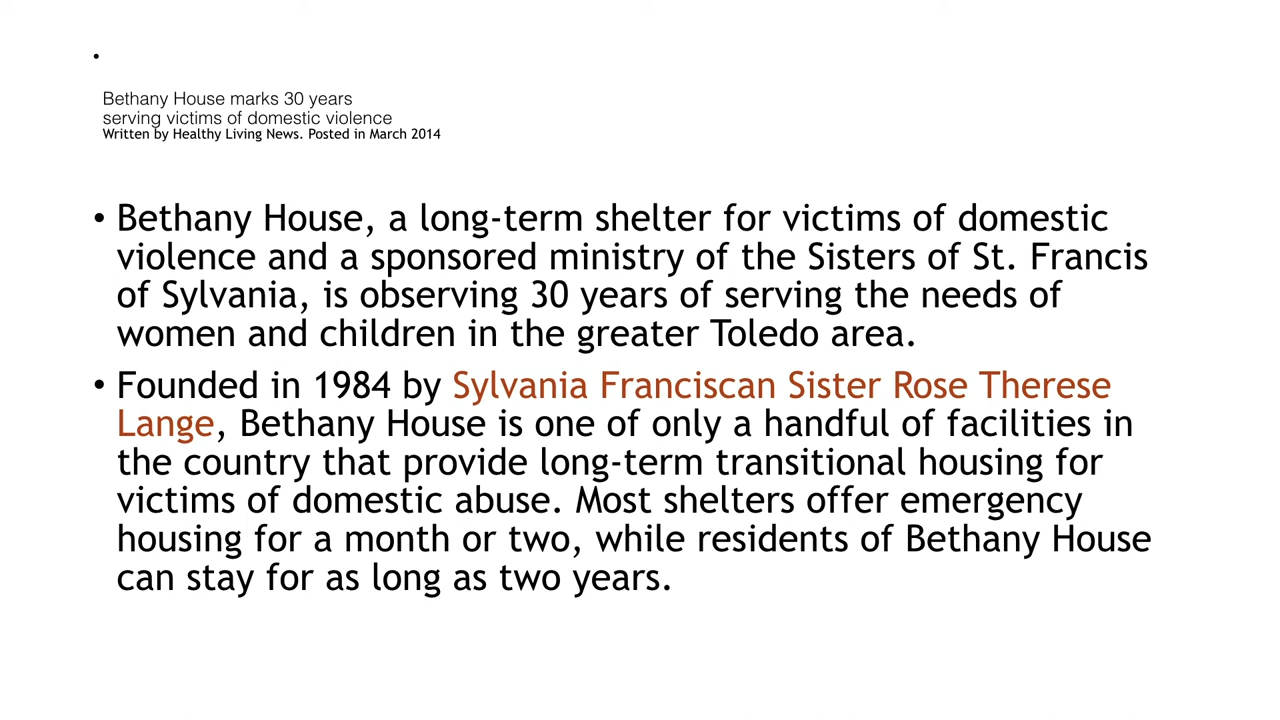 •
Bethany House marks 30 years
serving victims of domestic violence
Written by Healthy Living News. Posted in March 2014
• Bethany House, a long-term shelter for victims of domestic
violence and a sponsored ministry of the Sisters of St. Francis
of Sylvania, is observing 30 years of serving the needs of
women and children in the greater Toledo area.
• Founded in 1984 by Sylvania Franciscan Sister Rose Therese
Lange, Bethany House is one of only a handful of facilities in
the country that provide long-term transitional housing for
victims of domestic abuse. Most shelters offer emergency
housing for a month or two, while residents of Bethany House
can stay for as long as two years.